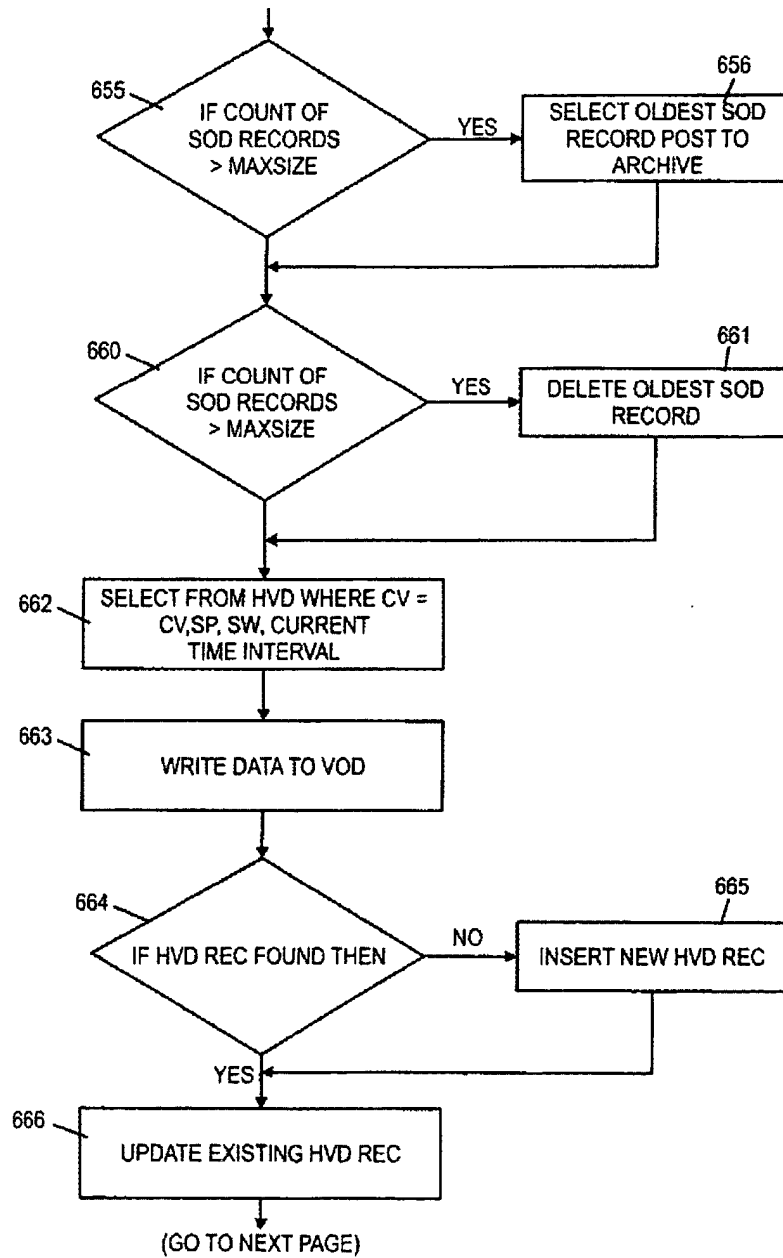 655
IF COUNT OF
SOD RECORDS
> MAXSIZE
YES
656
SELECT OLDEST SOD
RECORD POST TO
ARCHIVE
660
IF COUNT OF
SOD RECORDS
> MAXSIZE
YES
661
DELETE OLDEST SOD
RECORD
662
SELECT FROM HVD WHERE CV =
CV,SP, SW, CURRENT
TIME INTERVAL
663
WRITE DATA TO VOD
664
IF HVD REC FOUND THEN
NO
665
INSERT NEW HVD REC
YES
666
UPDATE EXISTING HVD REC
(GO TO NEXT PAGE)